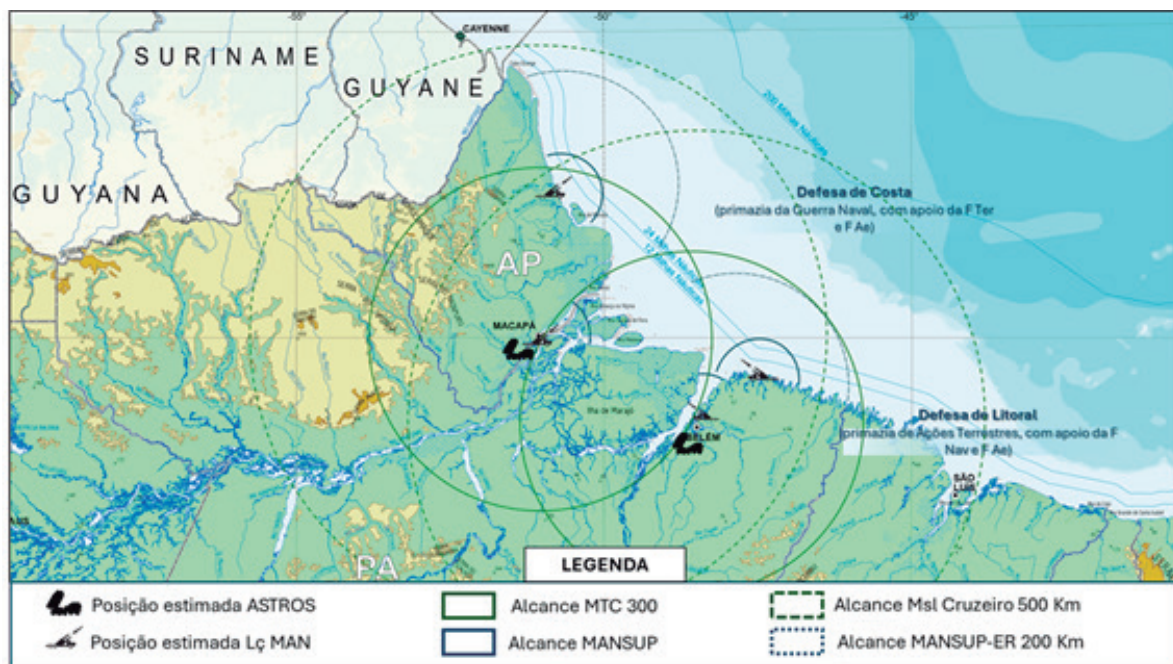 -55°
-50°
-45°
CAYENNE
SURINAME
GUYANE
GUYANA
200 Milhas Náuticas
Defesa de Costa
(primazia da Guerra Naval, com apoio da F Ter
e F Ae)
24 Milhas Náuticas
12 Milhas Náuticas
AP
MACAPÁ
Ilha de Marajó
BELÉM
Defesa de Litoral
(primazia de Ações Terrestres, com apoio da F
Nav e F Ae)
SÃO
LUÍS
PA
LEGENDA
Posição estimada ASTROS
Alcance MTC 300
Alcance Msl Cruzeiro 500 Km
Posição estimada Lç MAN
Alcance MANSUP
Alcance MANSUP-ER 200 Km